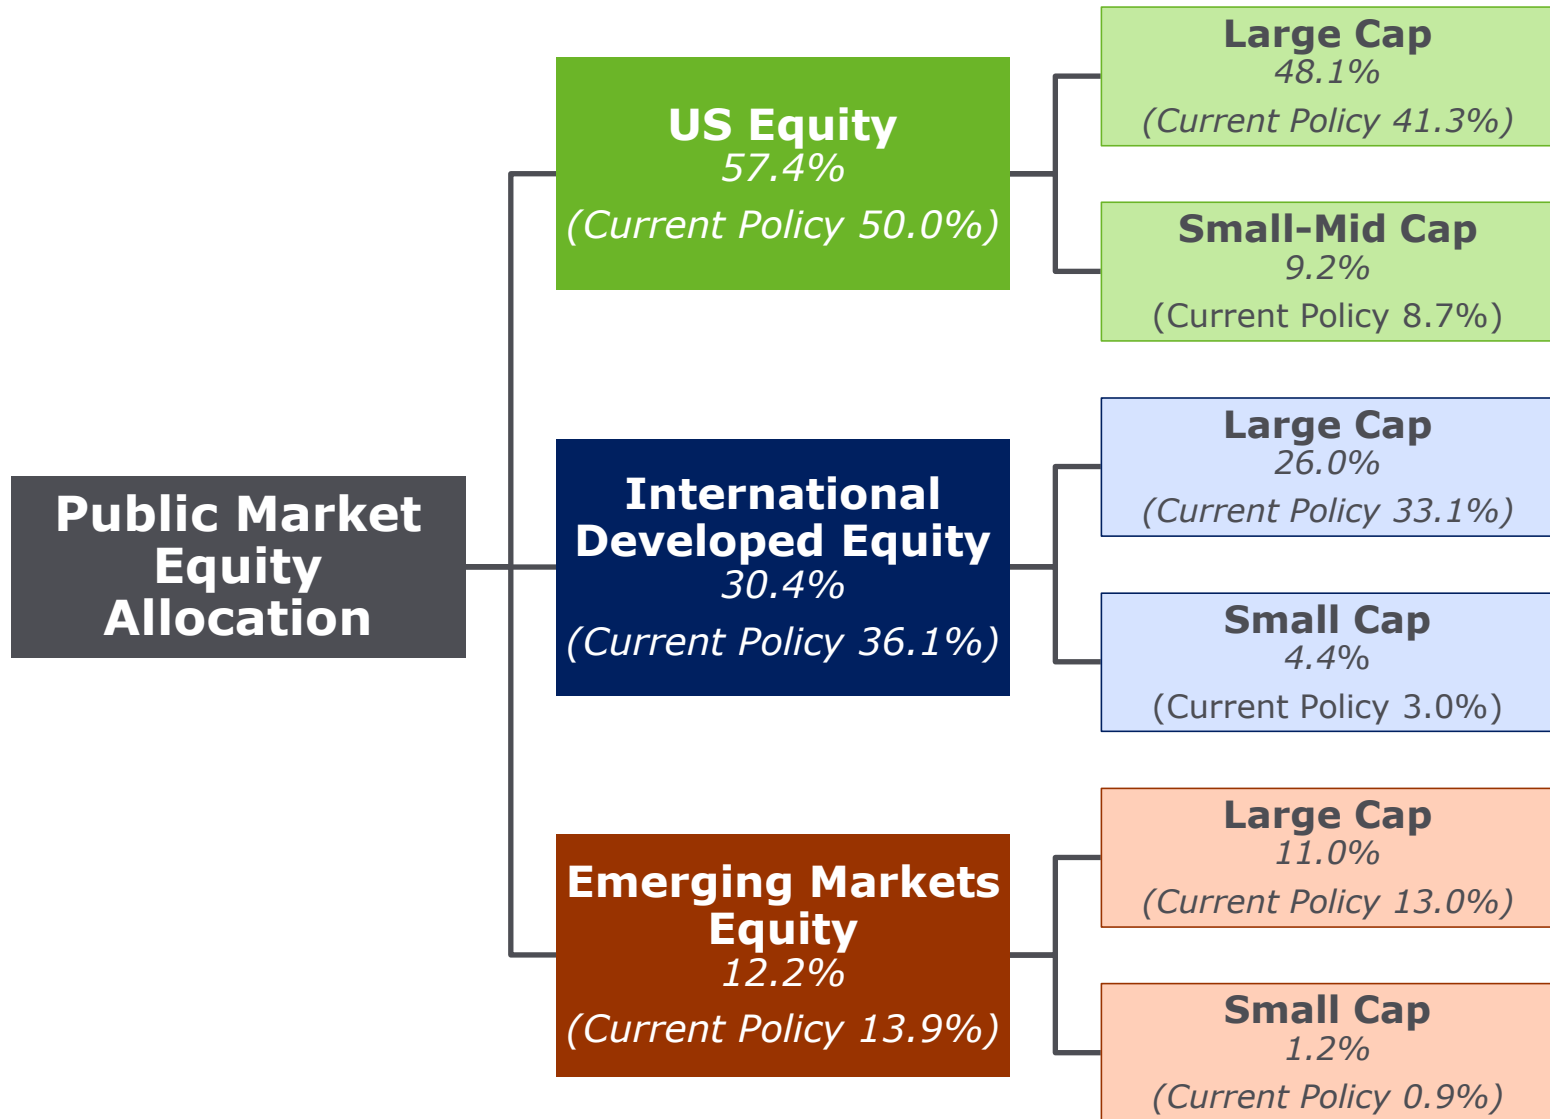 Public Market
Equity
Allocation
US Equity
57.4%
(Current Policy 50.0%)
Large Cap
48.1%
(Current Policy 41.3%)
Small-Mid Cap
9.2%
(Current Policy 8.7%)
International
Developed Equity
30.4%
(Current Policy 36.1%)
Large Cap
26.0%
(Current Policy 33.1%)
Small Cap
4.4%
(Current Policy 3.0%)
Emerging Markets
Equity
12.2%
(Current Policy 13.9%)
Large Cap
11.0%
(Current Policy 13.0%)
Small Cap
1.2%
(Current Policy 0.9%)